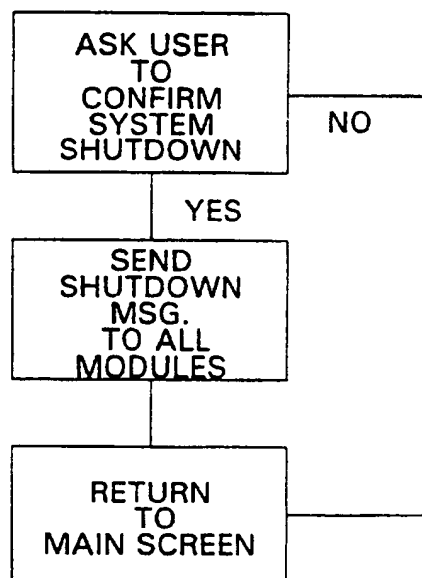 ASK USER
TO
CONFIRM
SYSTEM
SHUTDOWN
NO
YES
SEND
SHUTDOWN
MSG.
TO ALL
MODULES
RETURN
TO
MAIN SCREEN